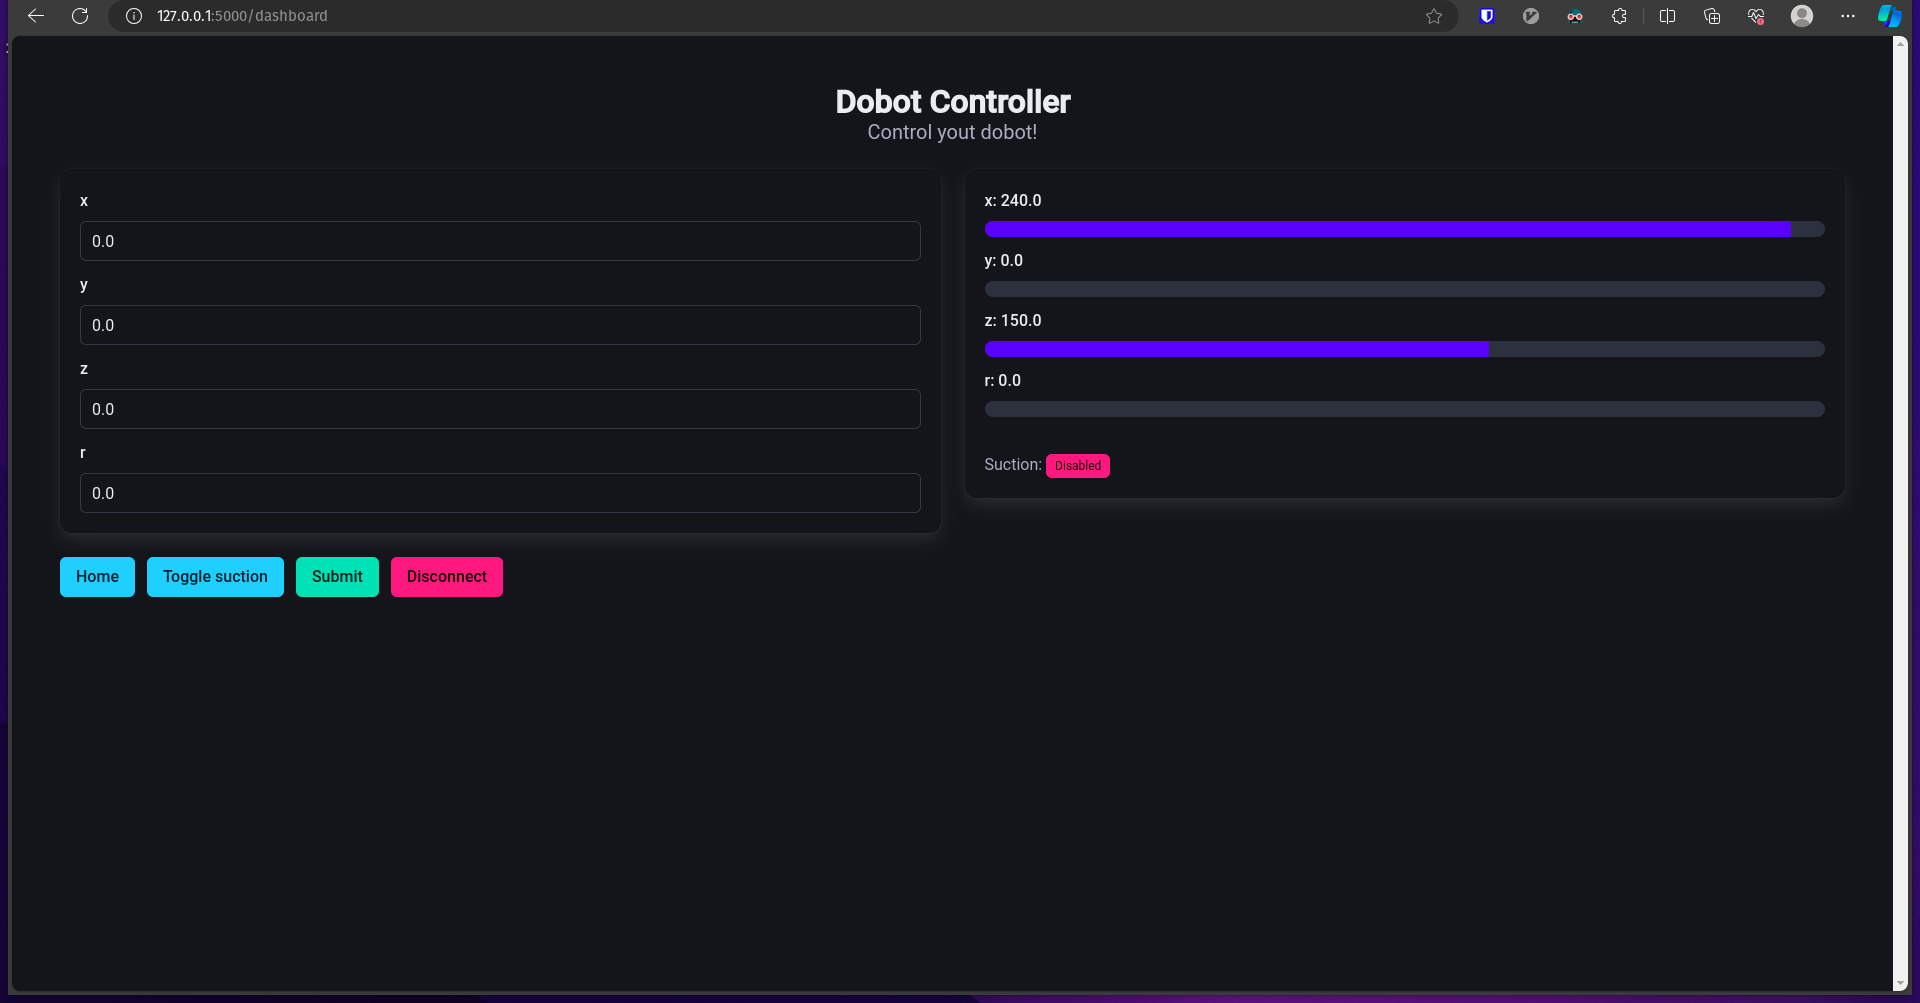 127.0.0.1:5000/dashboard
Dobot Controller
Control yout dobot!
x
0.0
y
0.0
z
0.0
r
0.0
x: 240.0
y: 0.0
z: 150.0
r: 0.0
Suction: Disabled
Home Toggle suction Submit Disconnect